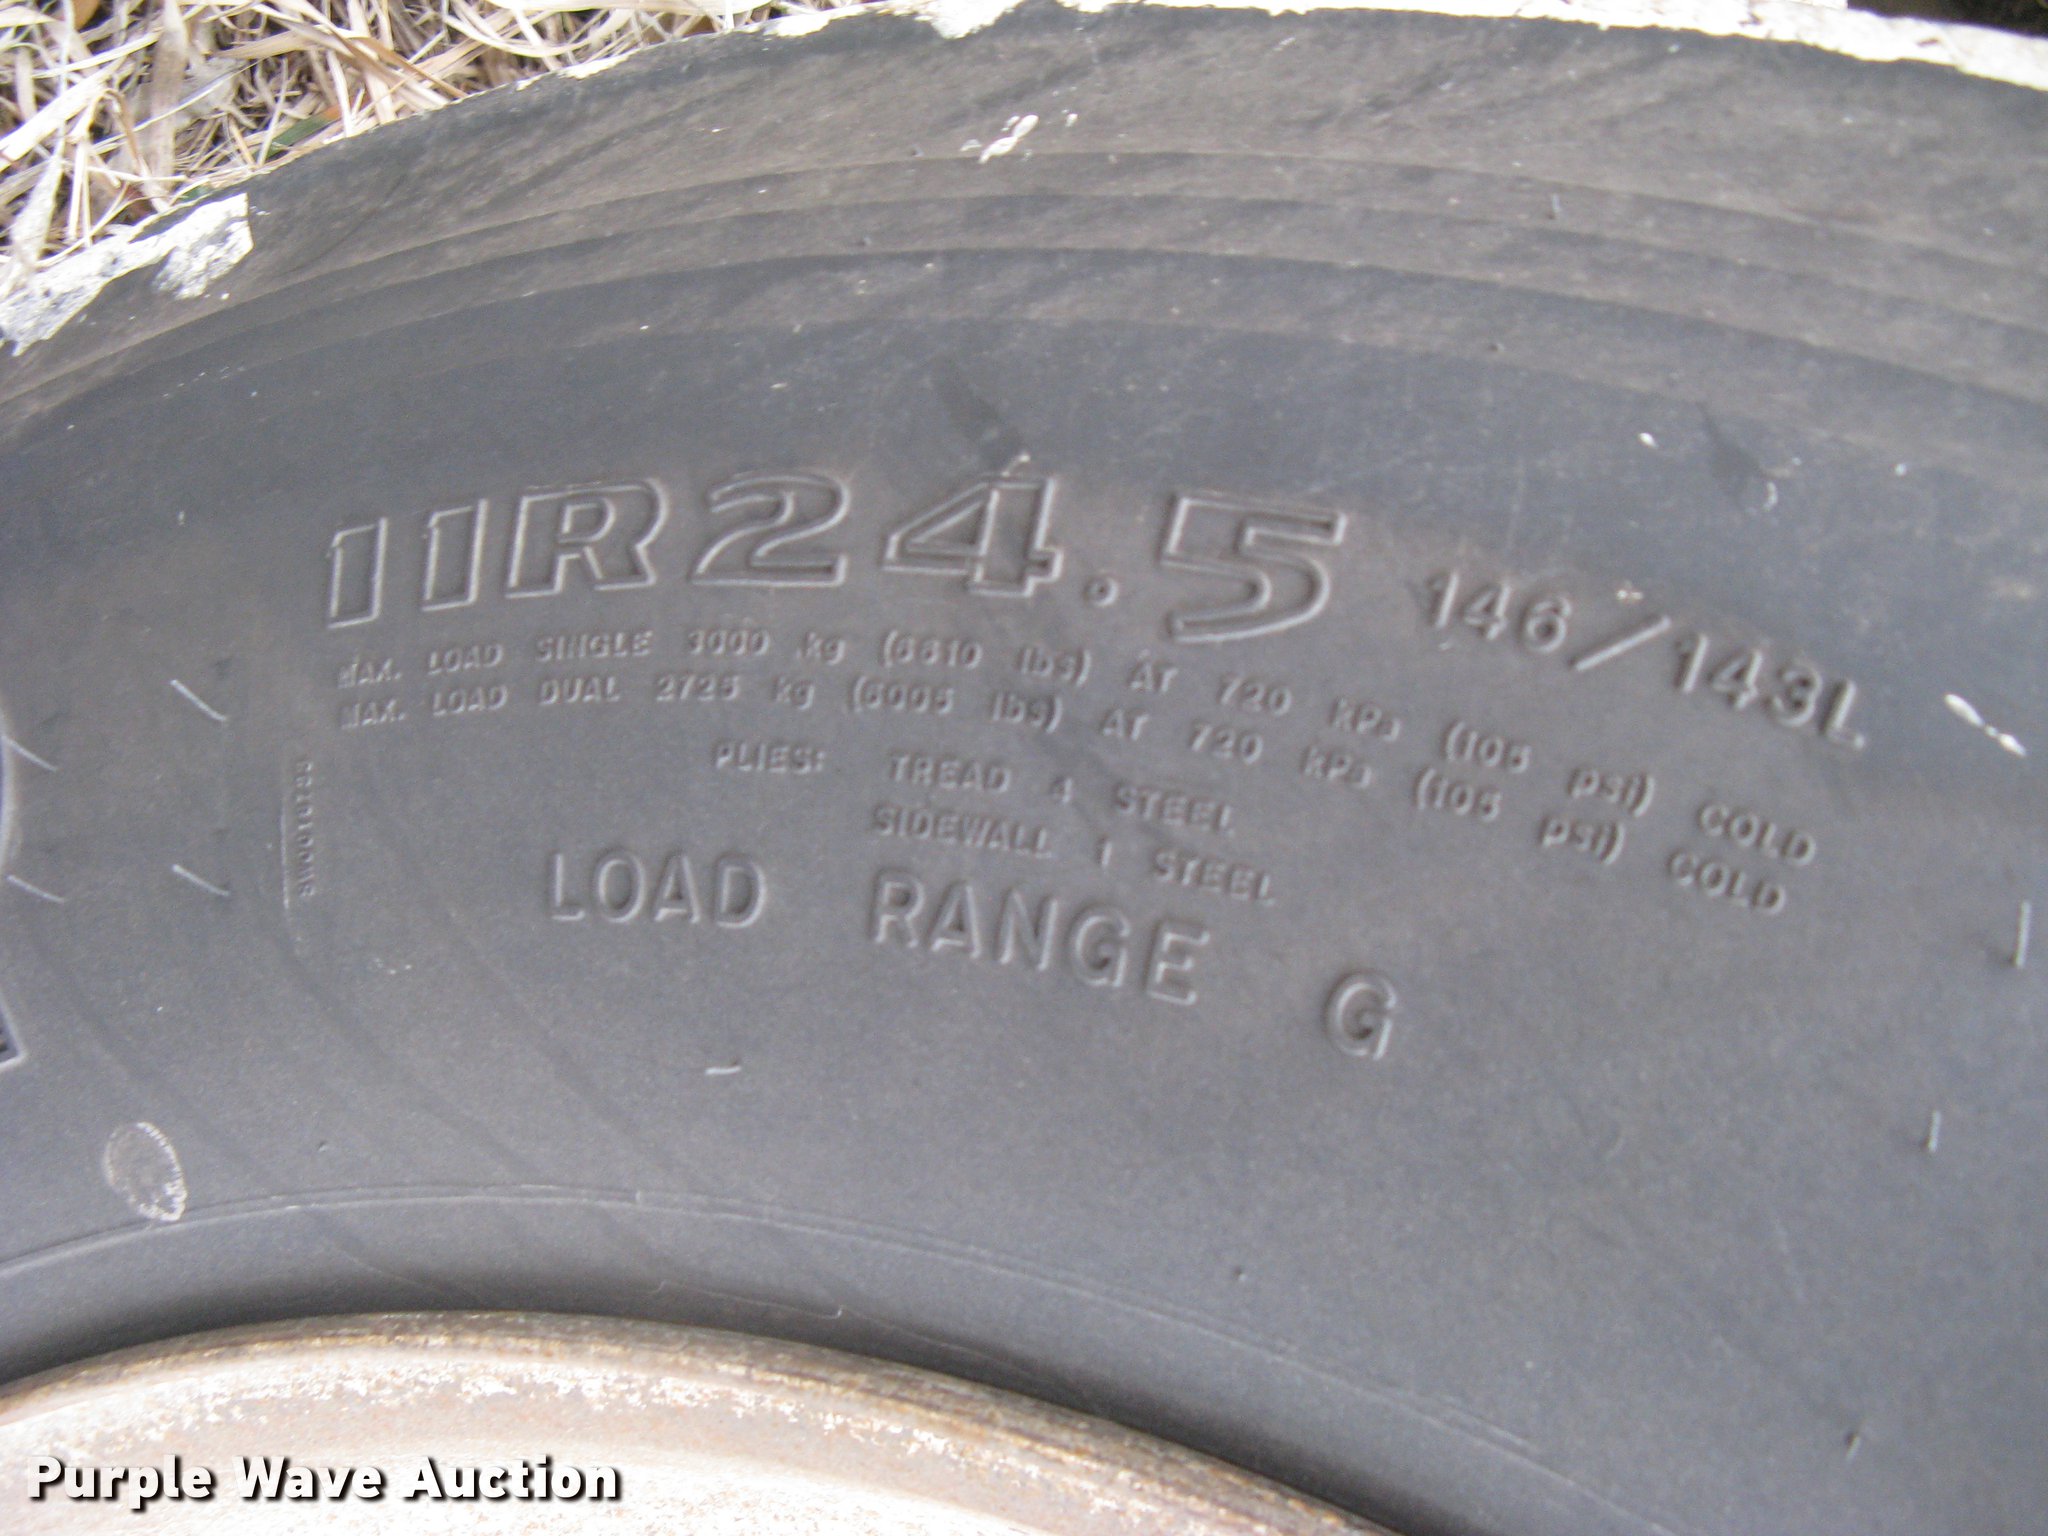 11R24.5 146/143L
MAX. LOAD SINGLE 3000 kg (6610 lbs) AT 720 kPa (105 psi) COLD
MAX. LOAD DUAL 2725 kg (6005 lbs) AT 720 kPa (105 psi) COLD
PLIES: TREAD 4 STEEL
SIDEWALL 1 STEEL
LOAD RANGE G
Purple Wave Auction